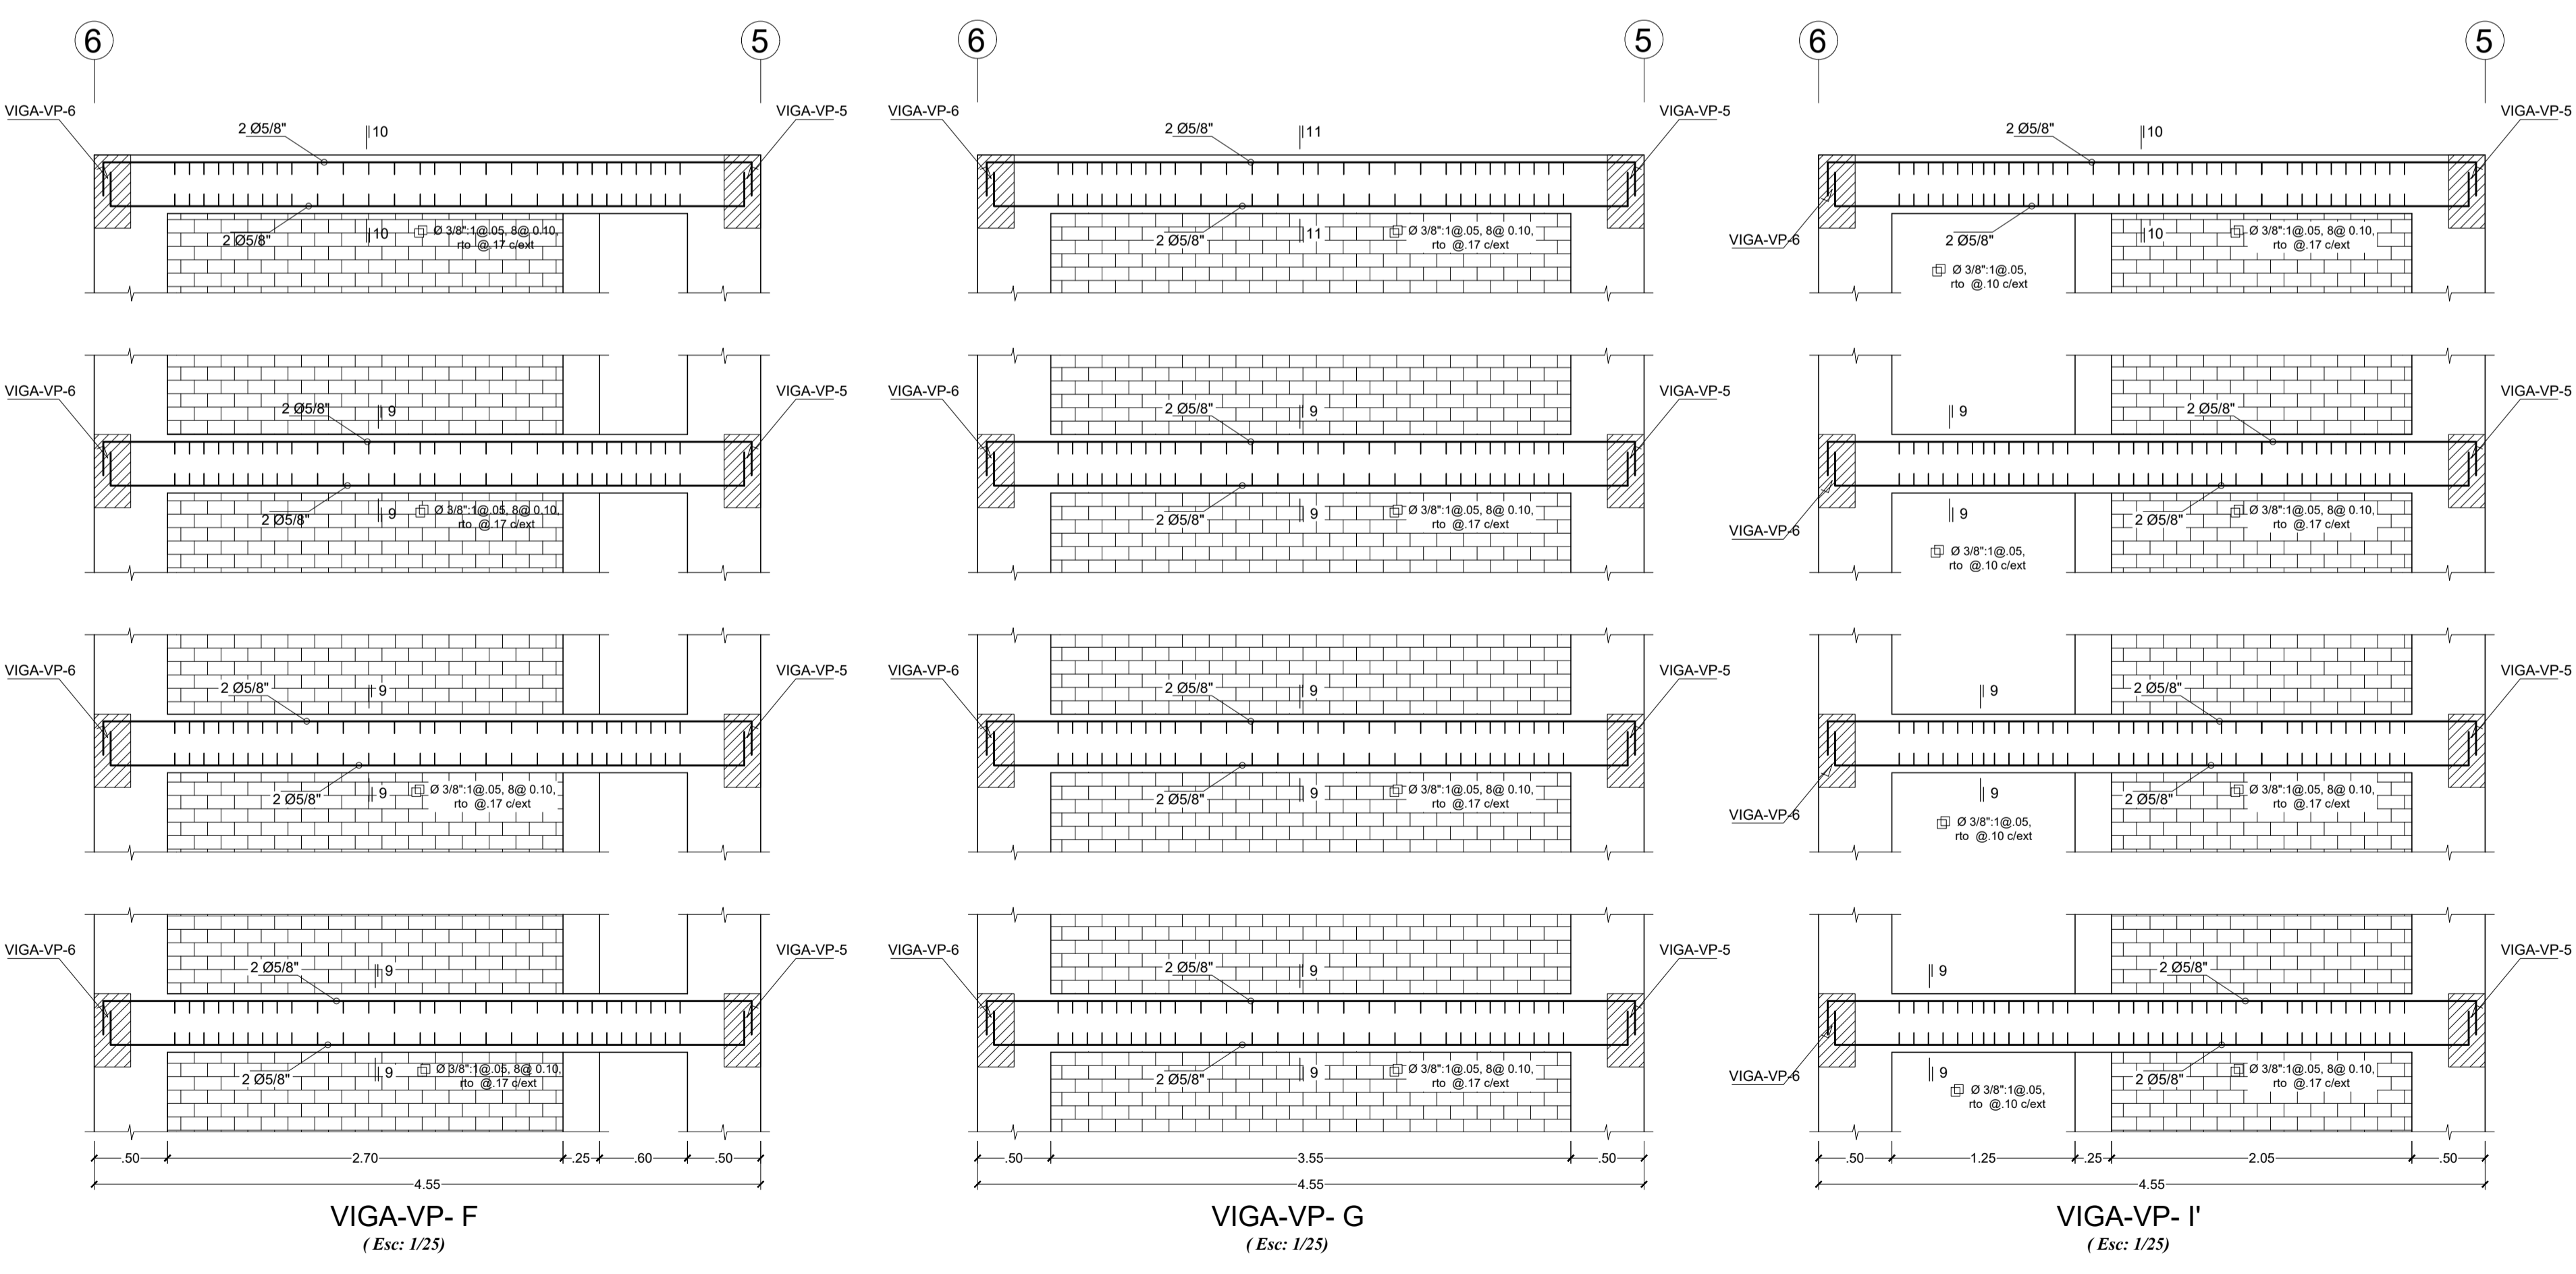 6
5
VIGA-VP-6
VIGA-VP-5
2 Ø5/8"
10
2 Ø5/8"
10
Ø 3/8":1@.05, 8@ 0.10,
rto @.17 c/ext
VIGA-VP-6
VIGA-VP-5
2 Ø5/8"
9
2 Ø5/8"
9
Ø 3/8":1@.05, 8@ 0.10,
rto @.17 c/ext
VIGA-VP-6
VIGA-VP-5
2 Ø5/8"
9
2 Ø5/8"
9
Ø 3/8":1@.05, 8@ 0.10,
rto @.17 c/ext
VIGA-VP-6
VIGA-VP-5
2 Ø5/8"
9
2 Ø5/8"
9
Ø 3/8":1@.05, 8@ 0.10,
rto @.17 c/ext
.50 2.70 .25 .60 .50
4.55
VIGA-VP- F
( Esc: 1/25)
6
5
VIGA-VP-6
VIGA-VP-5
2 Ø5/8"
11
2 Ø5/8"
11
Ø 3/8":1@.05, 8@ 0.10,
rto @.17 c/ext
VIGA-VP-6
VIGA-VP-5
2 Ø5/8"
9
2 Ø5/8"
9
Ø 3/8":1@.05, 8@ 0.10,
rto @.17 c/ext
VIGA-VP-6
VIGA-VP-5
2 Ø5/8"
9
2 Ø5/8"
9
Ø 3/8":1@.05, 8@ 0.10,
rto @.17 c/ext
VIGA-VP-6
VIGA-VP-5
2 Ø5/8"
9
2 Ø5/8"
9
Ø 3/8":1@.05, 8@ 0.10,
rto @.17 c/ext
.50 3.55 .50
4.55
VIGA-VP- G
( Esc: 1/25)
6
5
VIGA-VP-5
2 Ø5/8"
10
VIGA-VP-6
2 Ø5/8"
10
Ø 3/8":1@.05, 8@ 0.10,
rto @.17 c/ext
Ø 3/8":1@.05,
rto @.10 c/ext
VIGA-VP-5
9
2 Ø5/8"
VIGA-VP-6
9
2 Ø5/8"
Ø 3/8":1@.05, 8@ 0.10,
rto @.17 c/ext
Ø 3/8":1@.05,
rto @.10 c/ext
VIGA-VP-5
9
2 Ø5/8"
VIGA-VP-6
9
2 Ø5/8"
Ø 3/8":1@.05, 8@ 0.10,
rto @.17 c/ext
Ø 3/8":1@.05,
rto @.10 c/ext
VIGA-VP-5
9
2 Ø5/8"
VIGA-VP-6
9
2 Ø5/8"
Ø 3/8":1@.05, 8@ 0.10,
rto @.17 c/ext
Ø 3/8":1@.05,
rto @.10 c/ext
.50 1.25 .25 2.05 .50
4.55
VIGA-VP- I'
( Esc: 1/25)